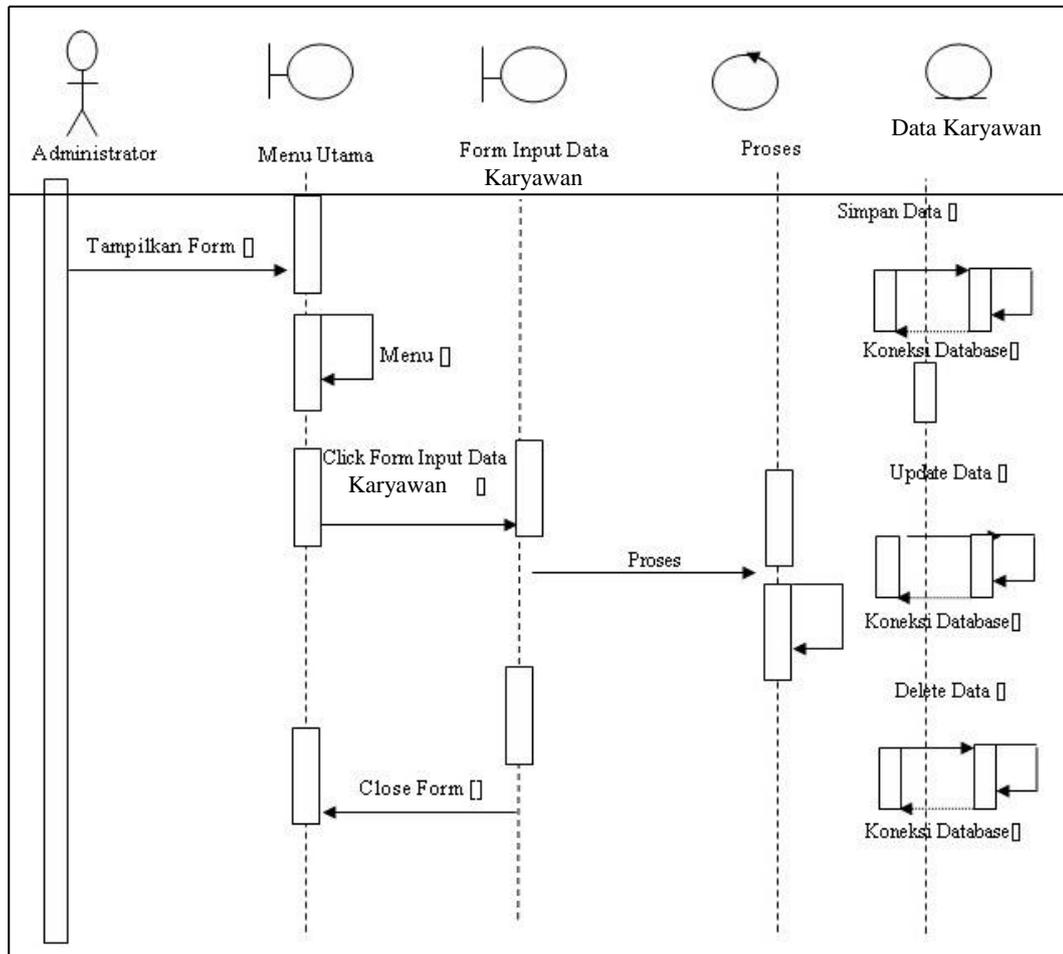 Administrator
Menu Utama
Form Input Data
Karyawan
Proses
Data Karyawan
Simpan Data []
Tampilkan Form []
Koneksi Database[]
Menu []
Click Form Input Data
Karyawan []
Update Data []
Proses
Koneksi Database[]
Delete Data []
Close Form []
Koneksi Database[]